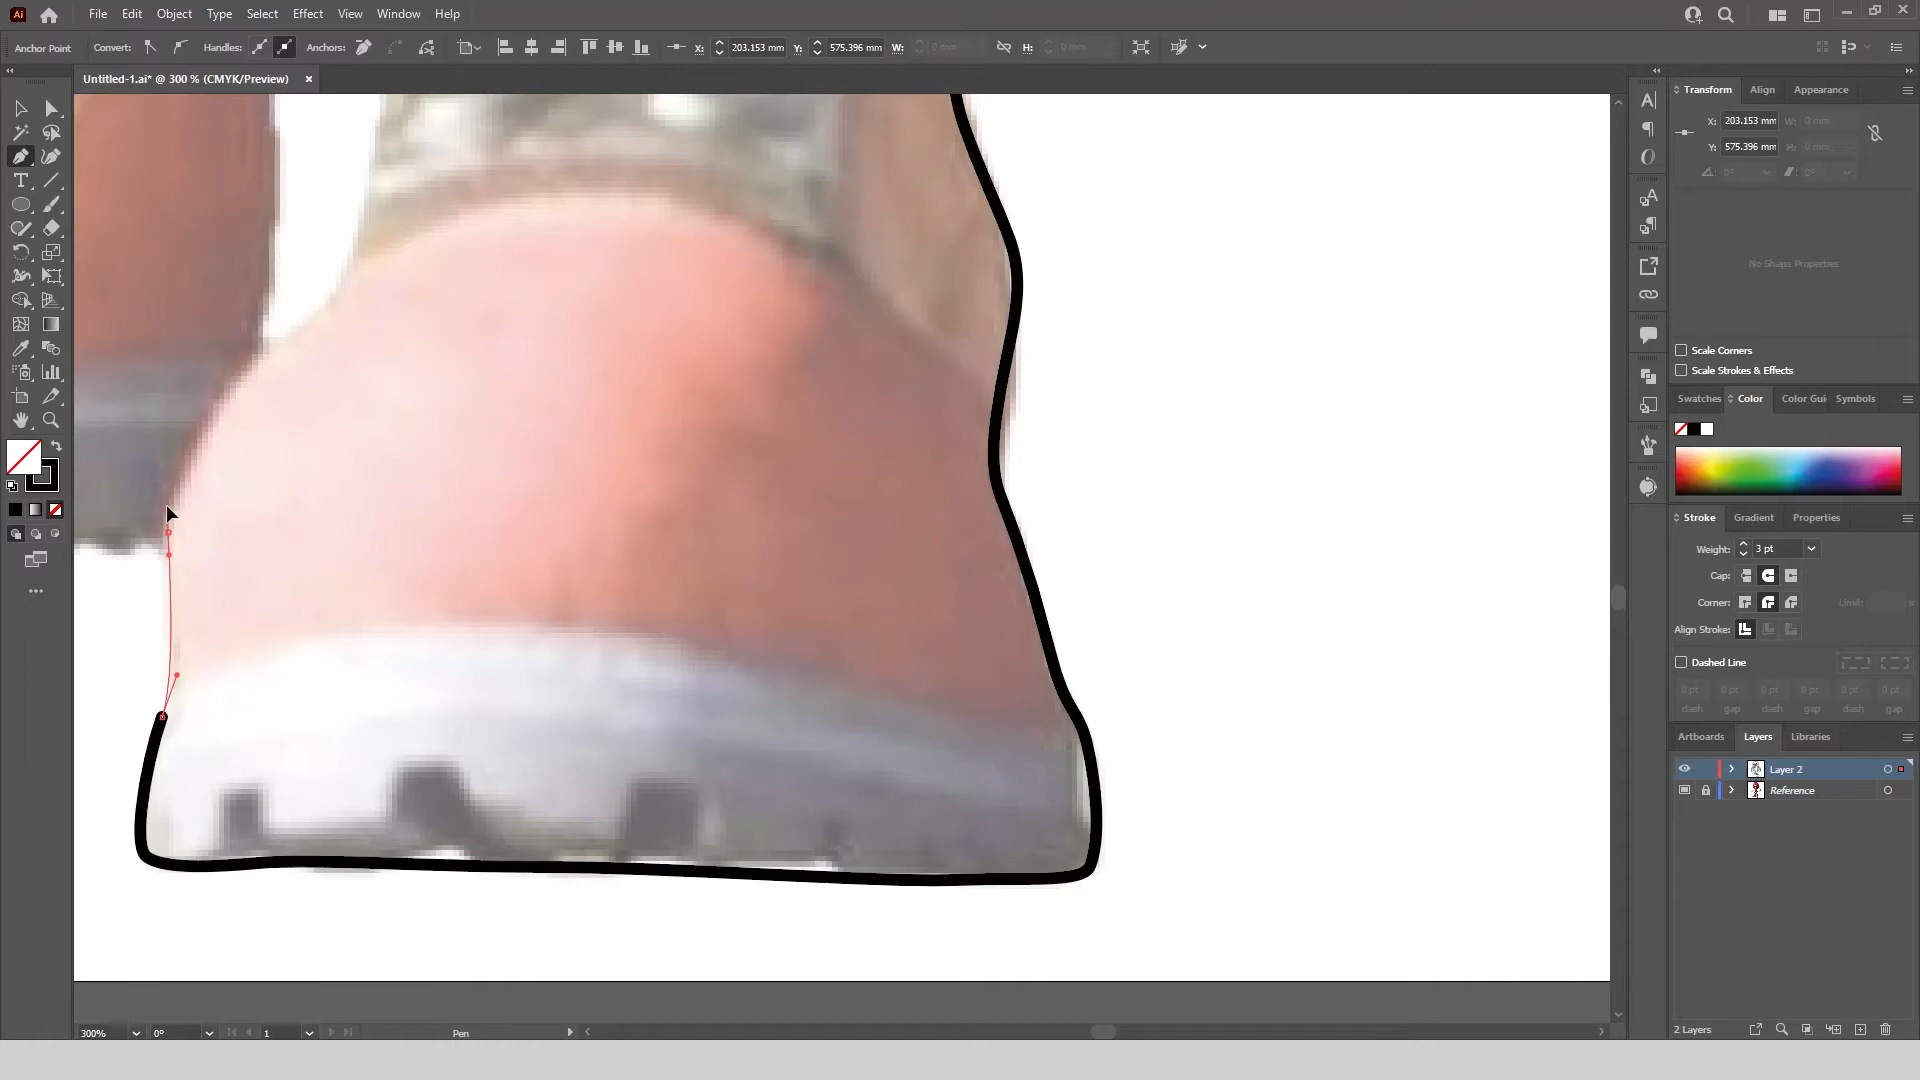 Ai File Edit Object Type Select Effect View Window Help
Anchor Point Convert: Handles: Anchors: X: 203.153 mm Y: 575.396 mm W: 0 mm H: 0 mm
Untitled-1.ai* @ 300 % (CMYK/Preview) ×
Transform Align Appearance
X: 203.153 mm W: 0 mm
Y: 575.396 mm H: 0 mm
0° 0°
No Shape Properties
Scale Corners
Scale Strokes & Effects
Swatches Color Color Gui Symbols
Stroke Gradient Properties
Weight: 3 pt
Cap:
Corner: Limit: x
Align Stroke:
Dashed Line
0 pt 0 pt 0 pt 0 pt 0 pt 0 pt
dash gap dash gap dash gap
Artboards Layers Libraries
Layer 2
Reference
2 Layers
300% 0° 1 Pen